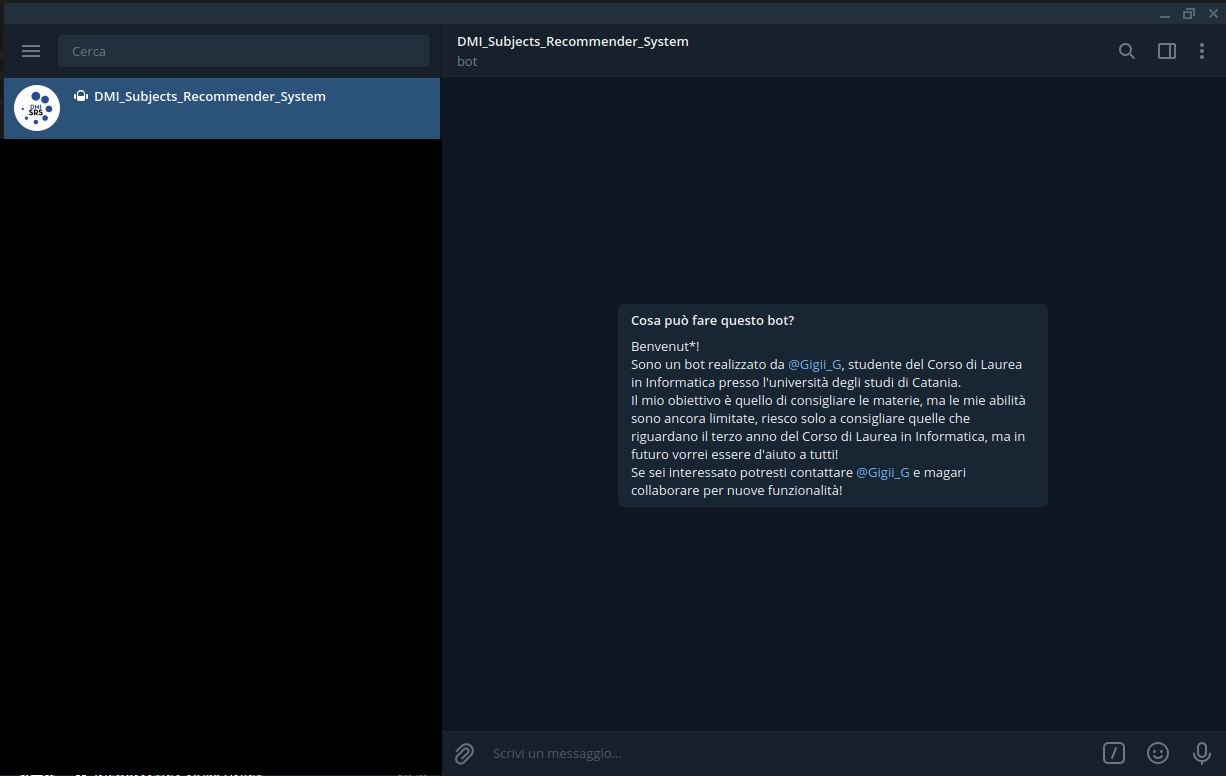 Cerca
DMI_Subjects_Recommender_System
bot
DMI
SRS
DMI_Subjects_Recommender_System
Cosa può fare questo bot?
Benvenut*!
Sono un bot realizzato da @Gigii_G, studente del Corso di Laurea
in Informatica presso l'università degli studi di Catania.
Il mio obiettivo è quello di consigliare le materie, ma le mie abilità
sono ancora limitate, riesco solo a consigliare quelle che
riguardano il terzo anno del Corso di Laurea in Informatica, ma in
futuro vorrei essere d'aiuto a tutti!
Se sei interessato potresti contattare @Gigii_G e magari
collaborare per nuove funzionalità!
Scrivi un messaggio...